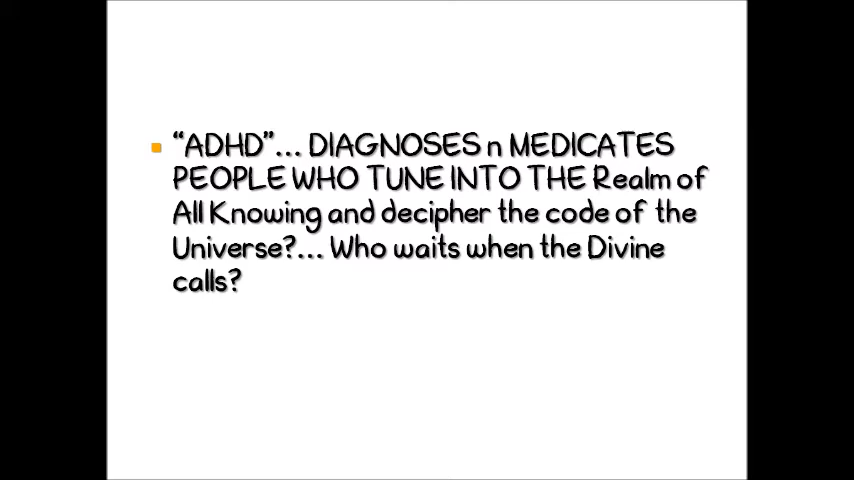 “ADHD”... DIAGNOSES n MEDICATES
PEOPLE WHO TUNE INTO THE Realm of
All Knowing and decipher the code of the
Universe?... Who waits when the Divine
calls?